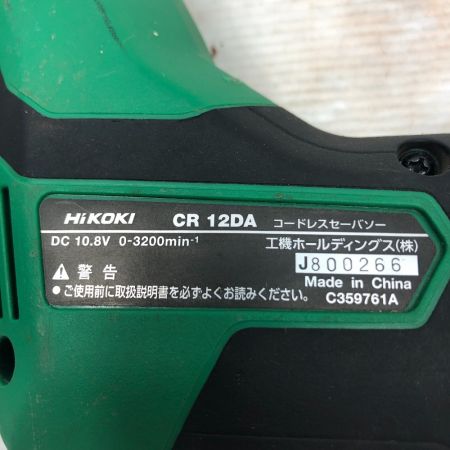 HiKOKI CR 12DA コードレスセーバソー
DC 10.8V 0-3200min-1 工機ホールディングス(株)
J800266
⚠ 警告 Made in China
●ご使用前に取扱説明書を必ずよくお読みください。 C359761A